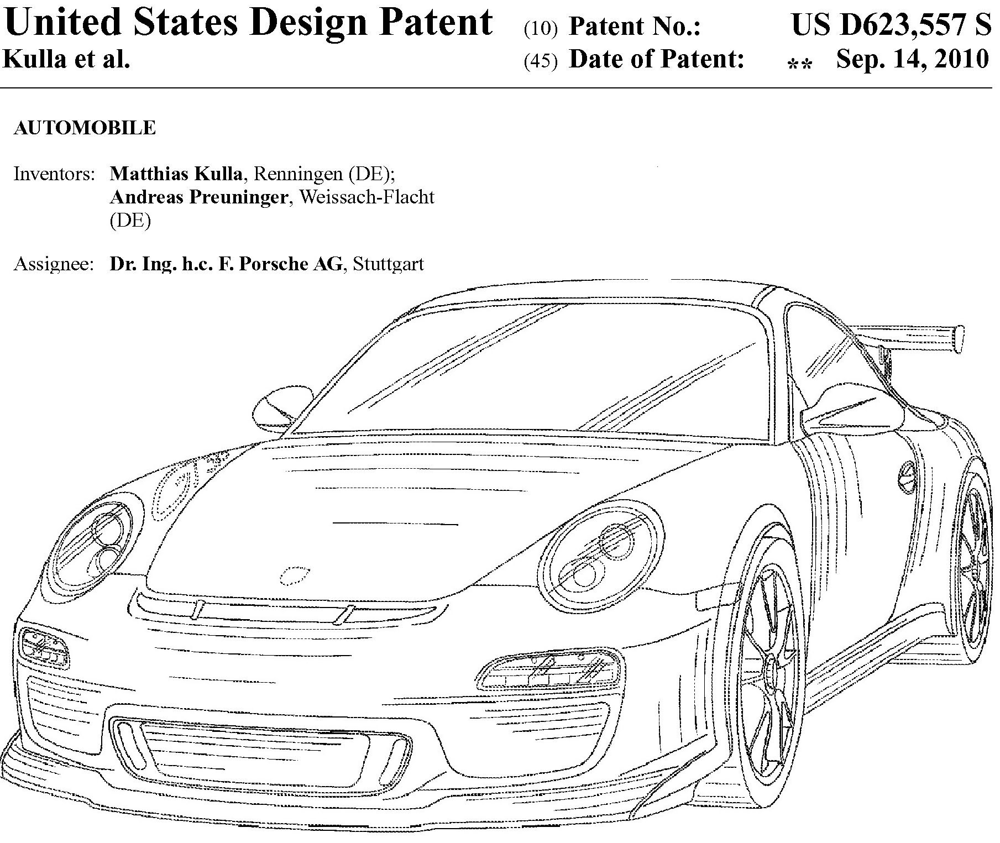 United States Design Patent (10) Patent No.: US D623,557 S
Kulla et al. (45) Date of Patent: ** Sep. 14, 2010
AUTOMOBILE
Inventors: Matthias Kulla, Renningen (DE);
Andreas Preuninger, Weissach-Flacht
(DE)
Assignee: Dr. Ing. h.c. F. Porsche AG, Stuttgart